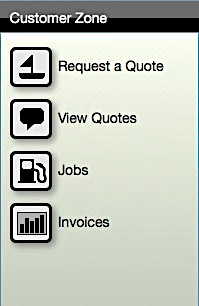 Customer Zone
Request a Quote
View Quotes
Jobs
Invoices